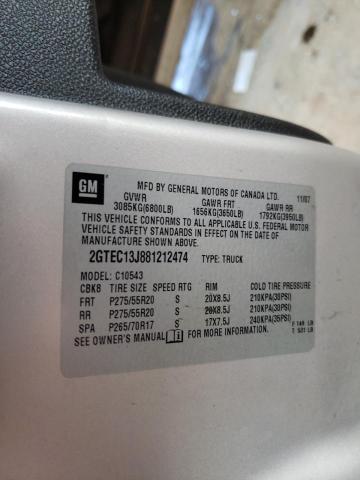 GM
MFD BY GENERAL MOTORS OF CANADA LTD. 11/07
GVWR GAWR FRT GAWR RR
3085KG(6800LB) 1656KG(3650LB) 1792KG(3950LB)
THIS VEHICLE CONFORMS TO ALL APPLICABLE U.S. FEDERAL MOTOR
VEHICLE SAFETY STANDARDS IN EFFECT ON THE DATE OF
MANUFACTURE SHOWN ABOVE.
2GTEC13J881212474 TYPE: TRUCK
MODEL: C10543
CBK8 TIRE SIZE RIM COLD TIRE PRESSURE
FRT P275/55R20 S 20X8.5J 210KPA(30PSI)
RR P275/55R20 S 20X8.5J 210KPA(30PSI)
SPA P265/70R17 S 17X7.5J 240KPA(35PSI)
SEE OWNER'S MANUAL FOR MORE INFORMATION.